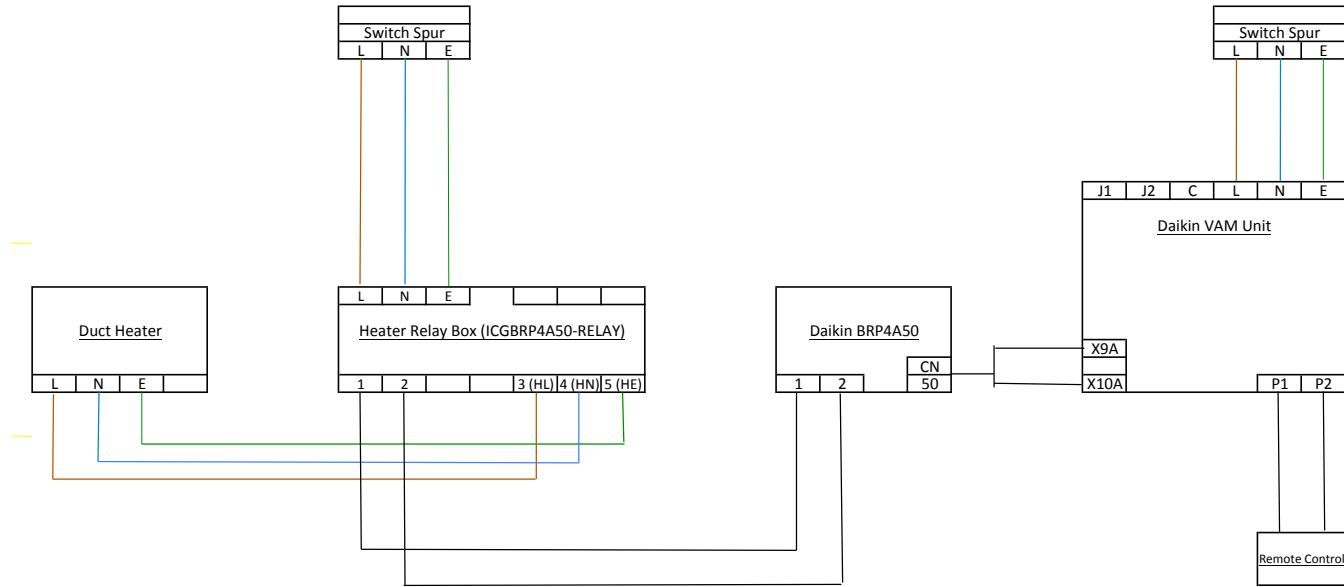 Switch Spur
L N E
Switch Spur
L N E
J1 J2 C L N E
Daikin VAM Unit
L N E
Duct Heater
Heater Relay Box (ICGBRP4A50-RELAY)
Daikin BRP4A50
X9A
CN
L N E
1 2 3 (HL) 4 (HN) 5 (HE)
1 2 50
X10A
P1 P2
Remote Control